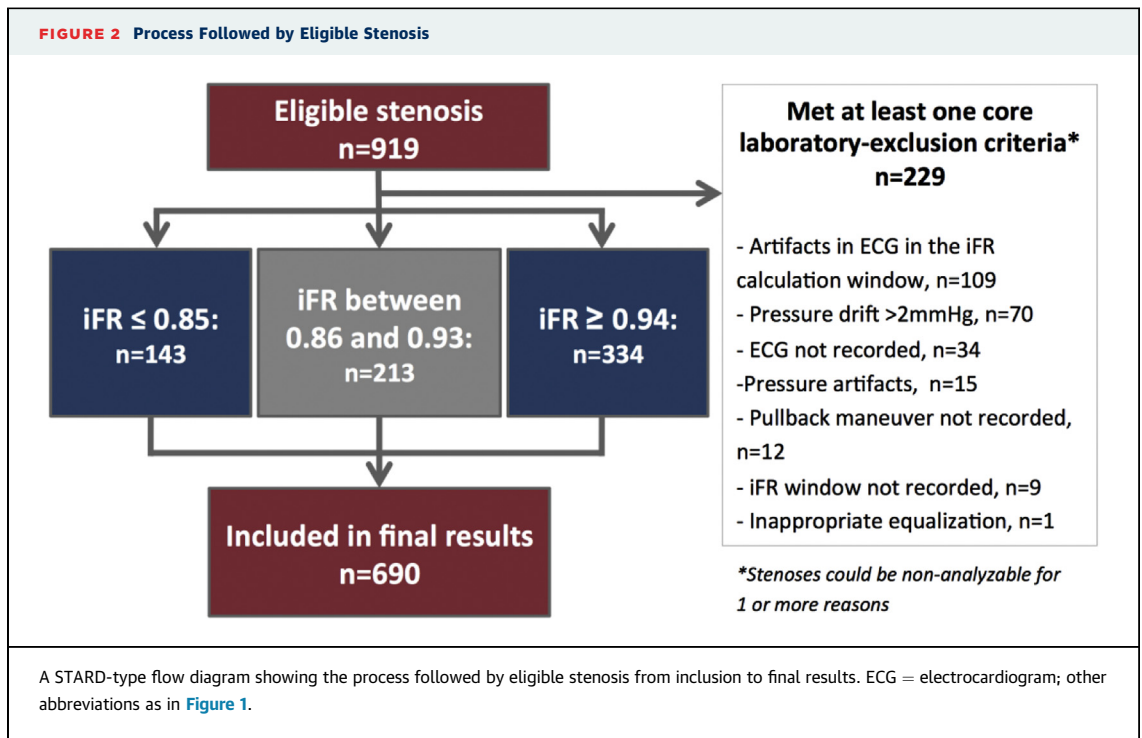 FIGURE 2 Process Followed by Eligible Stenosis
Eligible stenosis
n=919
Met at least one core
laboratory-exclusion criteria*
n=229
- Artifacts in ECG in the iFR
calculation window, n=109
- Pressure drift >2mmHg, n=70
- ECG not recorded, n=34
-Pressure artifacts, n=15
- Pullback maneuver not recorded,
n=12
- iFR window not recorded, n=9
- Inappropriate equalization, n=1
*Stenoses could be non-analyzable for
1 or more reasons
iFR ≤ 0.85:
n=143
iFR between
0.86 and 0.93:
n=213
iFR ≥ 0.94:
n=334
Included in final results
n=690
A STARD-type flow diagram showing the process followed by eligible stenosis from inclusion to final results. ECG = electrocardiogram; other
abbreviations as in Figure 1.